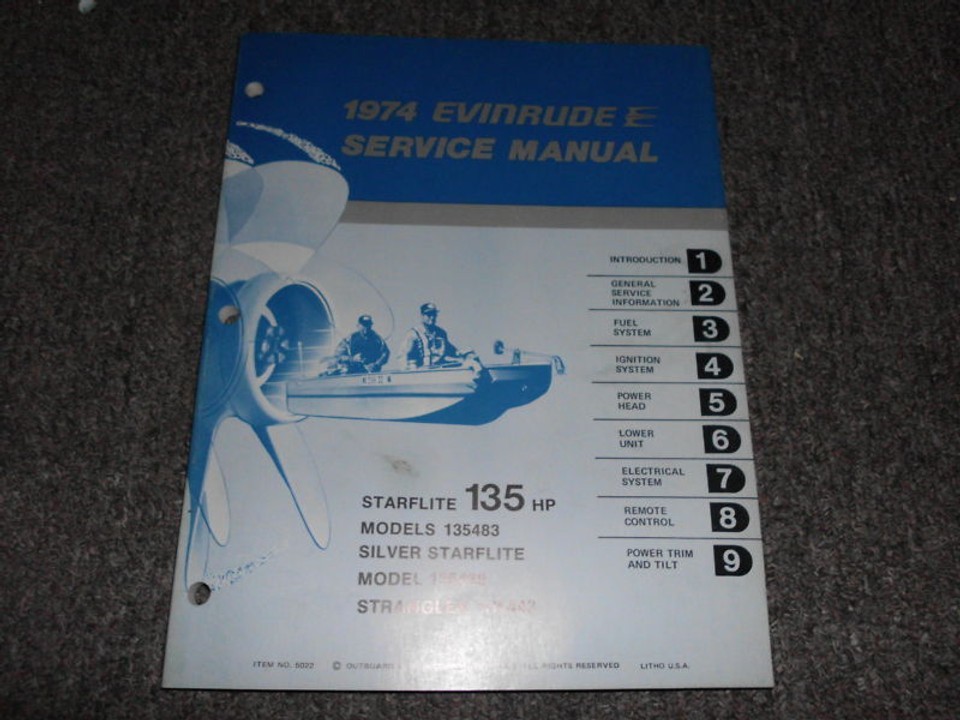 1974 EVINRUDE E
SERVICE MANUAL
INTRODUCTION 1
GENERAL
SERVICE
INFORMATION 2
FUEL
SYSTEM 3
IGNITION
SYSTEM 4
POWER
HEAD 5
LOWER
UNIT 6
ELECTRICAL
SYSTEM 7
REMOTE
CONTROL 8
POWER TRIM
AND TILT 9
STARFLITE 135 HP
MODELS 135483
SILVER STARFLITE
MODEL
STRANGLER
ITEM NO. 5022 © OUTBOARD ALL RIGHTS RESERVED LITHO U.S.A.